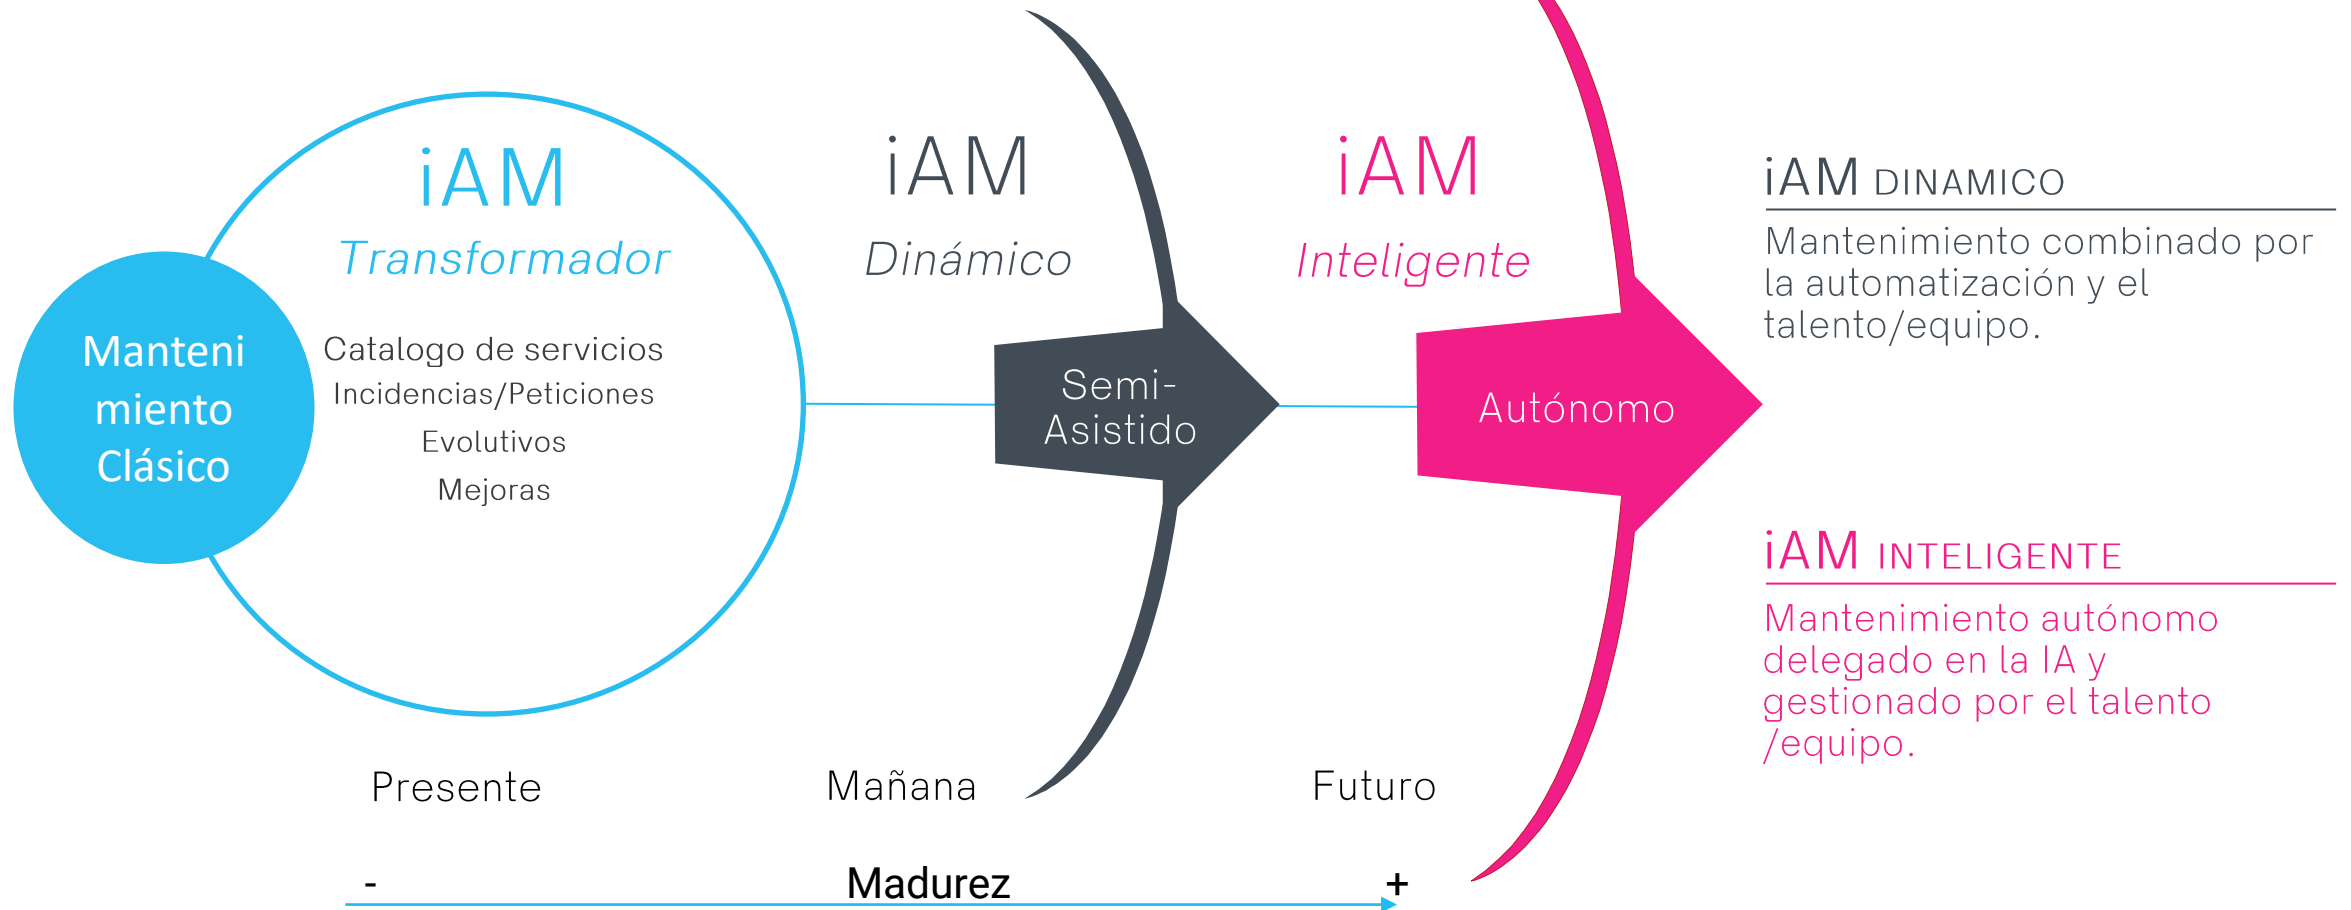 Manteni
miento
Clásico
iAM
Transformador
Catalogo de servicios
Incidencias/Peticiones
Evolutivos
Mejoras
iAM
Dinámico
Semi-
Asistido
iAM
Inteligente
Autónomo
iAM DINAMICO
Mantenimiento combinado por
la automatización y el
talento/equipo.
iAM INTELIGENTE
Mantenimiento autónomo
delegado en la IA y
gestionado por el talento
/equipo.
Presente
Mañana
Futuro
- Madurez +